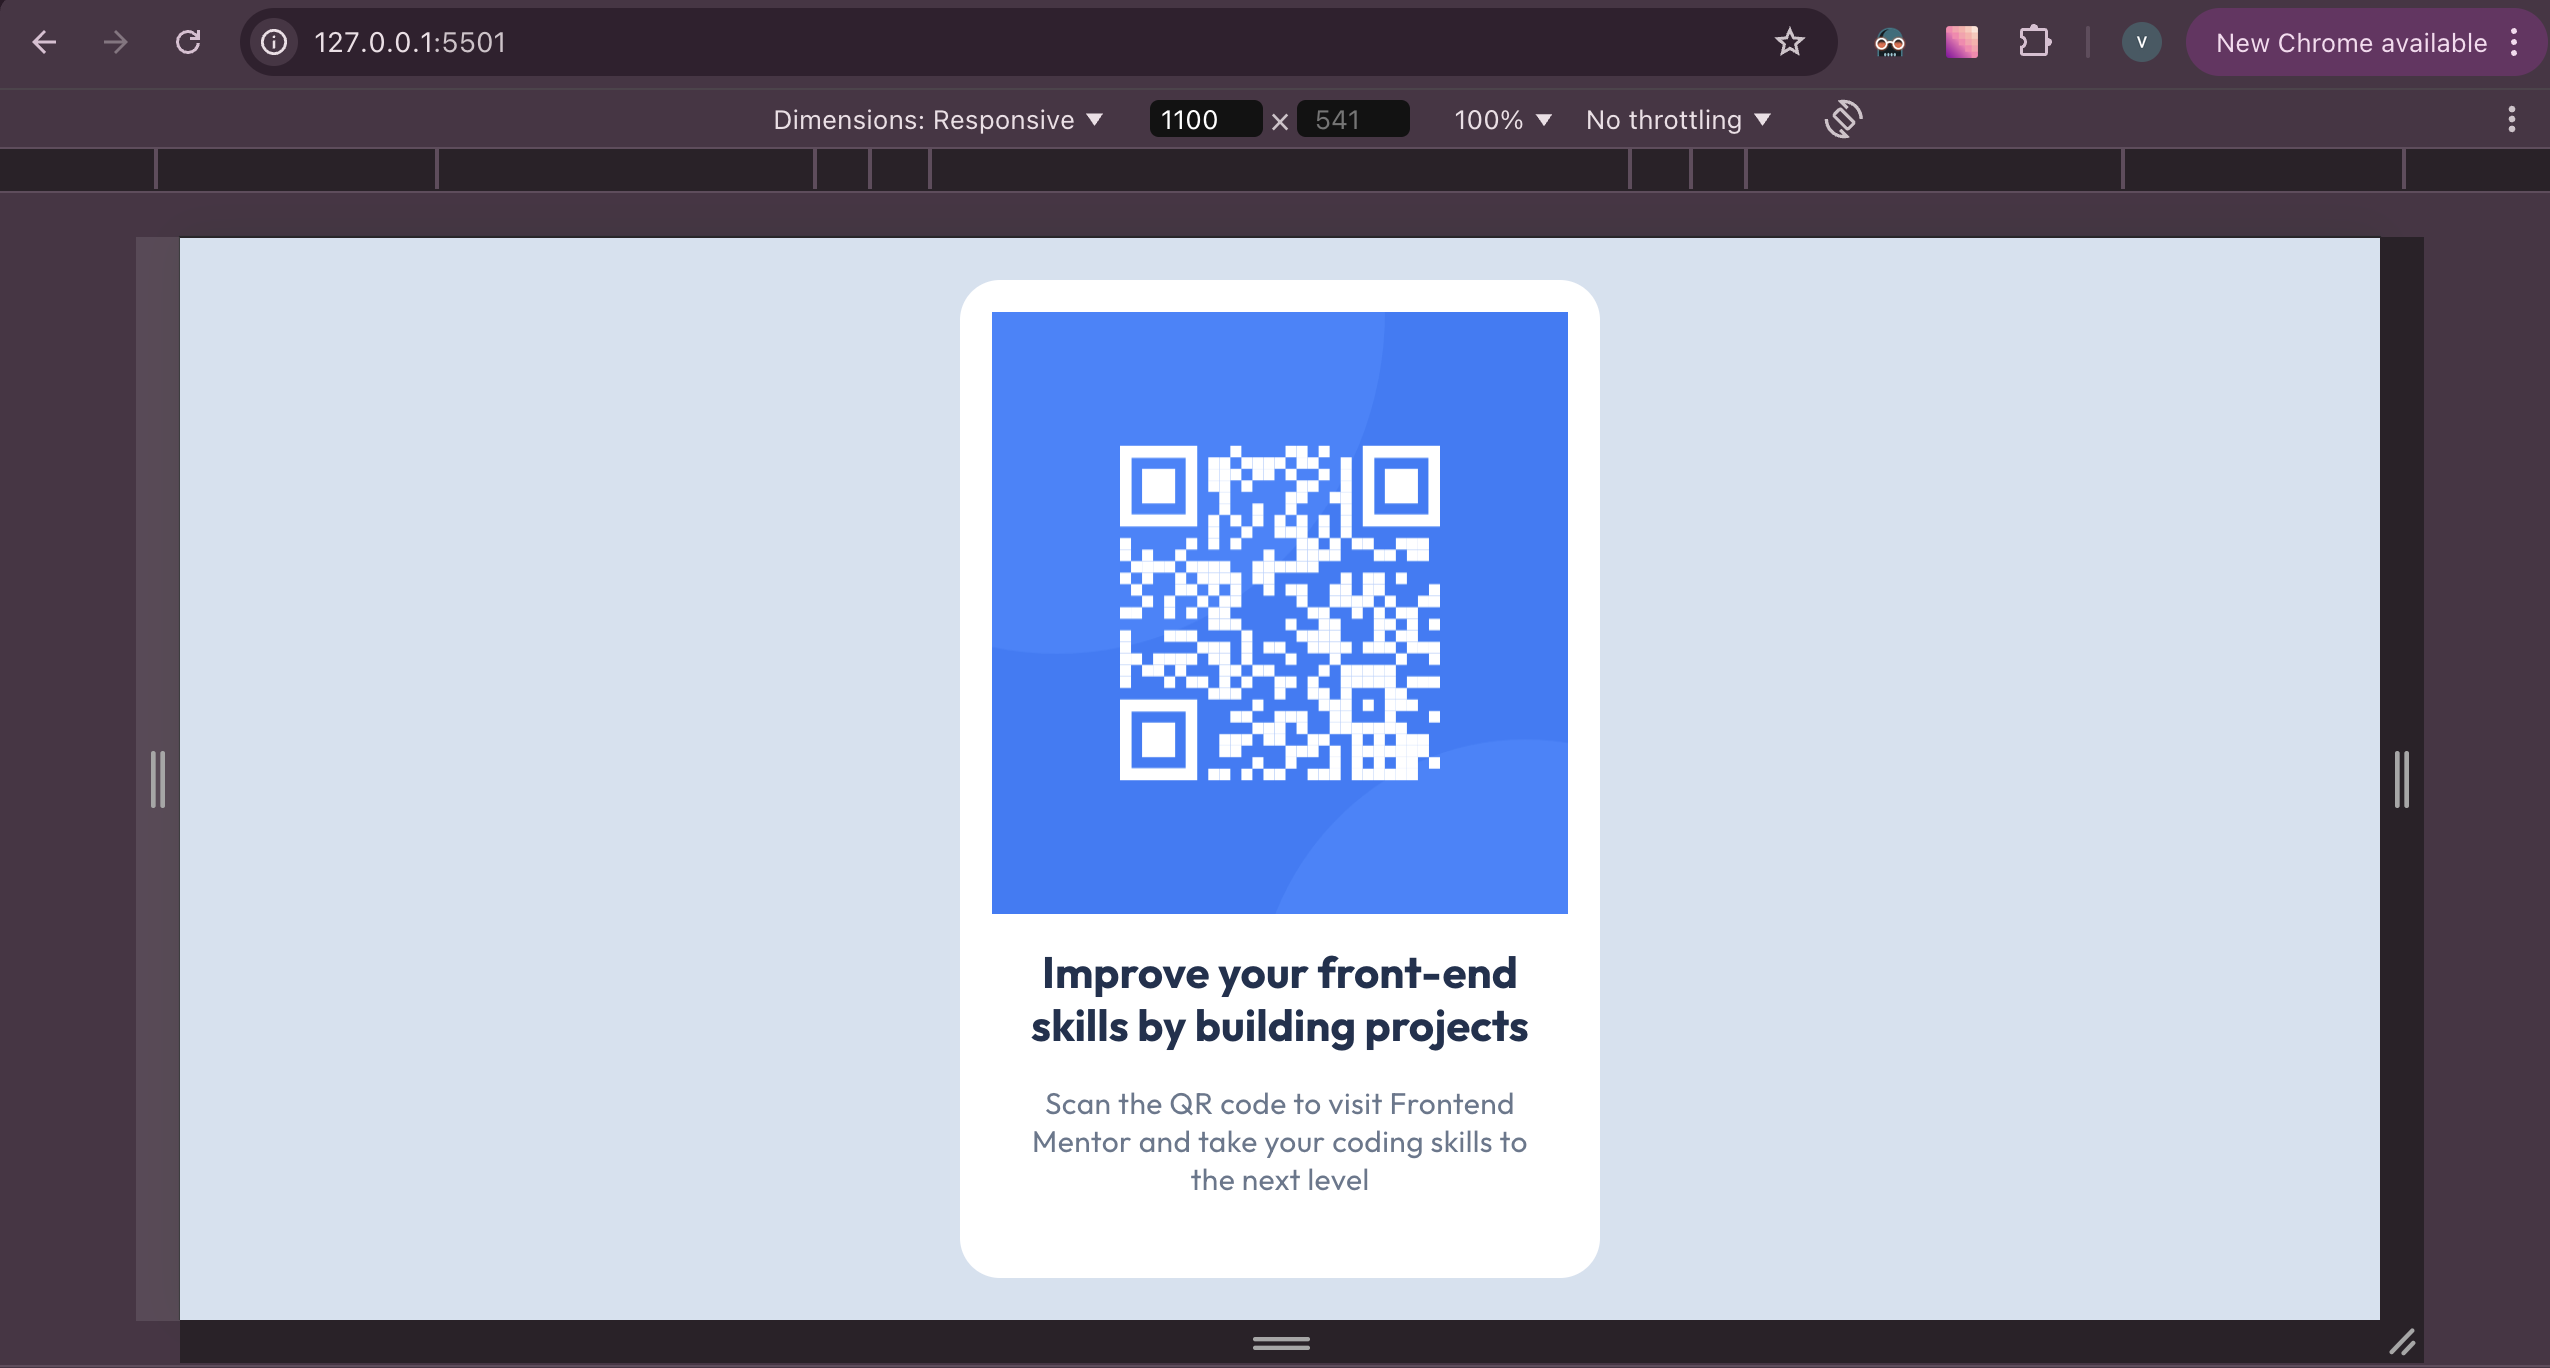 127.0.0.1:5501
V
New Chrome available
Dimensions: Responsive
1100 × 541
100%
No throttling
Improve your front-end
skills by building projects
Scan the QR code to visit Frontend
Mentor and take your coding skills to
the next level